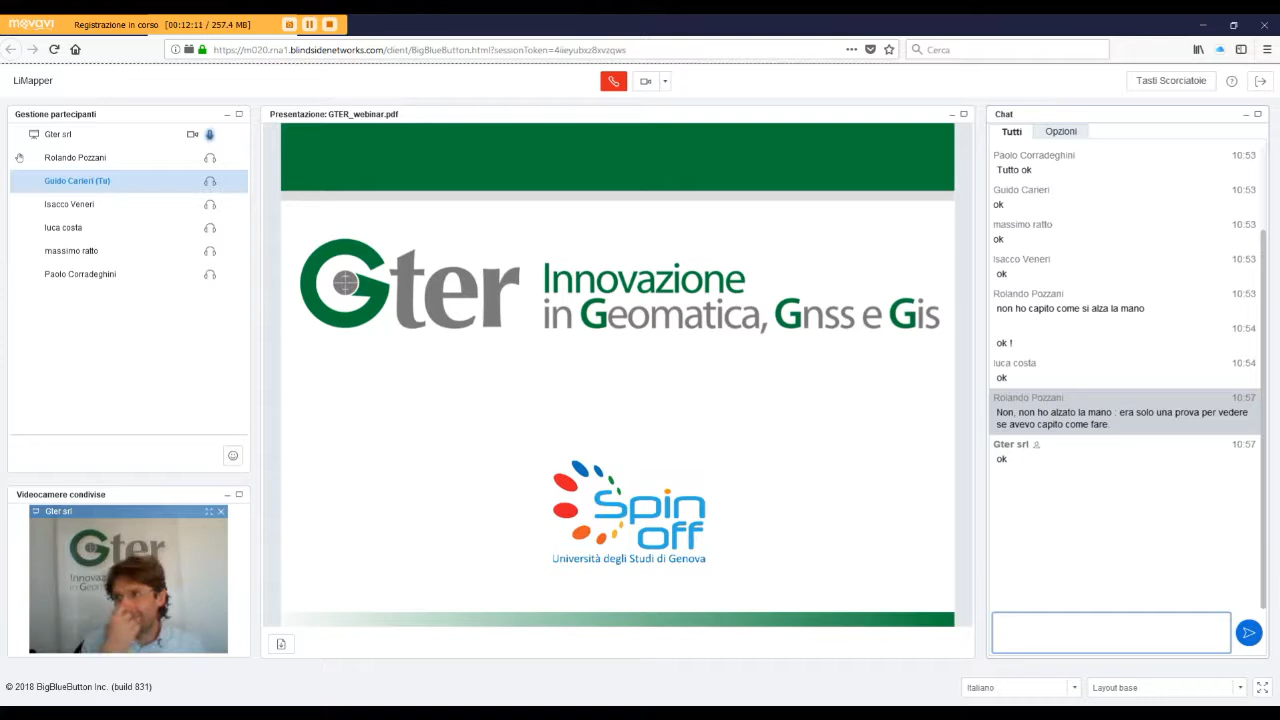 movavi
Registrazione in corso [00:12:11 / 257.4 MB]
https://m020.rna1.blindsidenetworks.com/client/BigBlueButton.html?sessionToken=4iieyubxz8xvzqws
Cerca
LiMapper
Tasti Scorciatoie
Gestione partecipanti
Gter srl
Rolando Pozzani
Guido Carieri (Tu)
Isacco Veneri
luca costa
massimo ratto
Paolo Corradeghini
Videocamere condivise
Gter srl
Gter
Innovazione
in Geom
Presentazione: GTER_webinar.pdf
Gter
Innovazione
in Geomatica, Gnss e Gis
Spin
off
Università degli Studi di Genova
Chat
Tutti
Opzioni
Paolo Corradeghini 10:53
Tutto ok
Guido Carieri 10:53
ok
massimo ratto 10:53
ok
Isacco Veneri 10:53
ok
Rolando Pozzani 10:53
non ho capito come si alza la mano
10:54
ok !
luca costa 10:54
ok
Rolando Pozzani 10:57
Non, non ho alzato la mano : era solo una prova per vedere
se avevo capito come fare.
Gter srl 10:57
ok
© 2018 BigBlueButton Inc. (build 831)
Italiano
Layout base